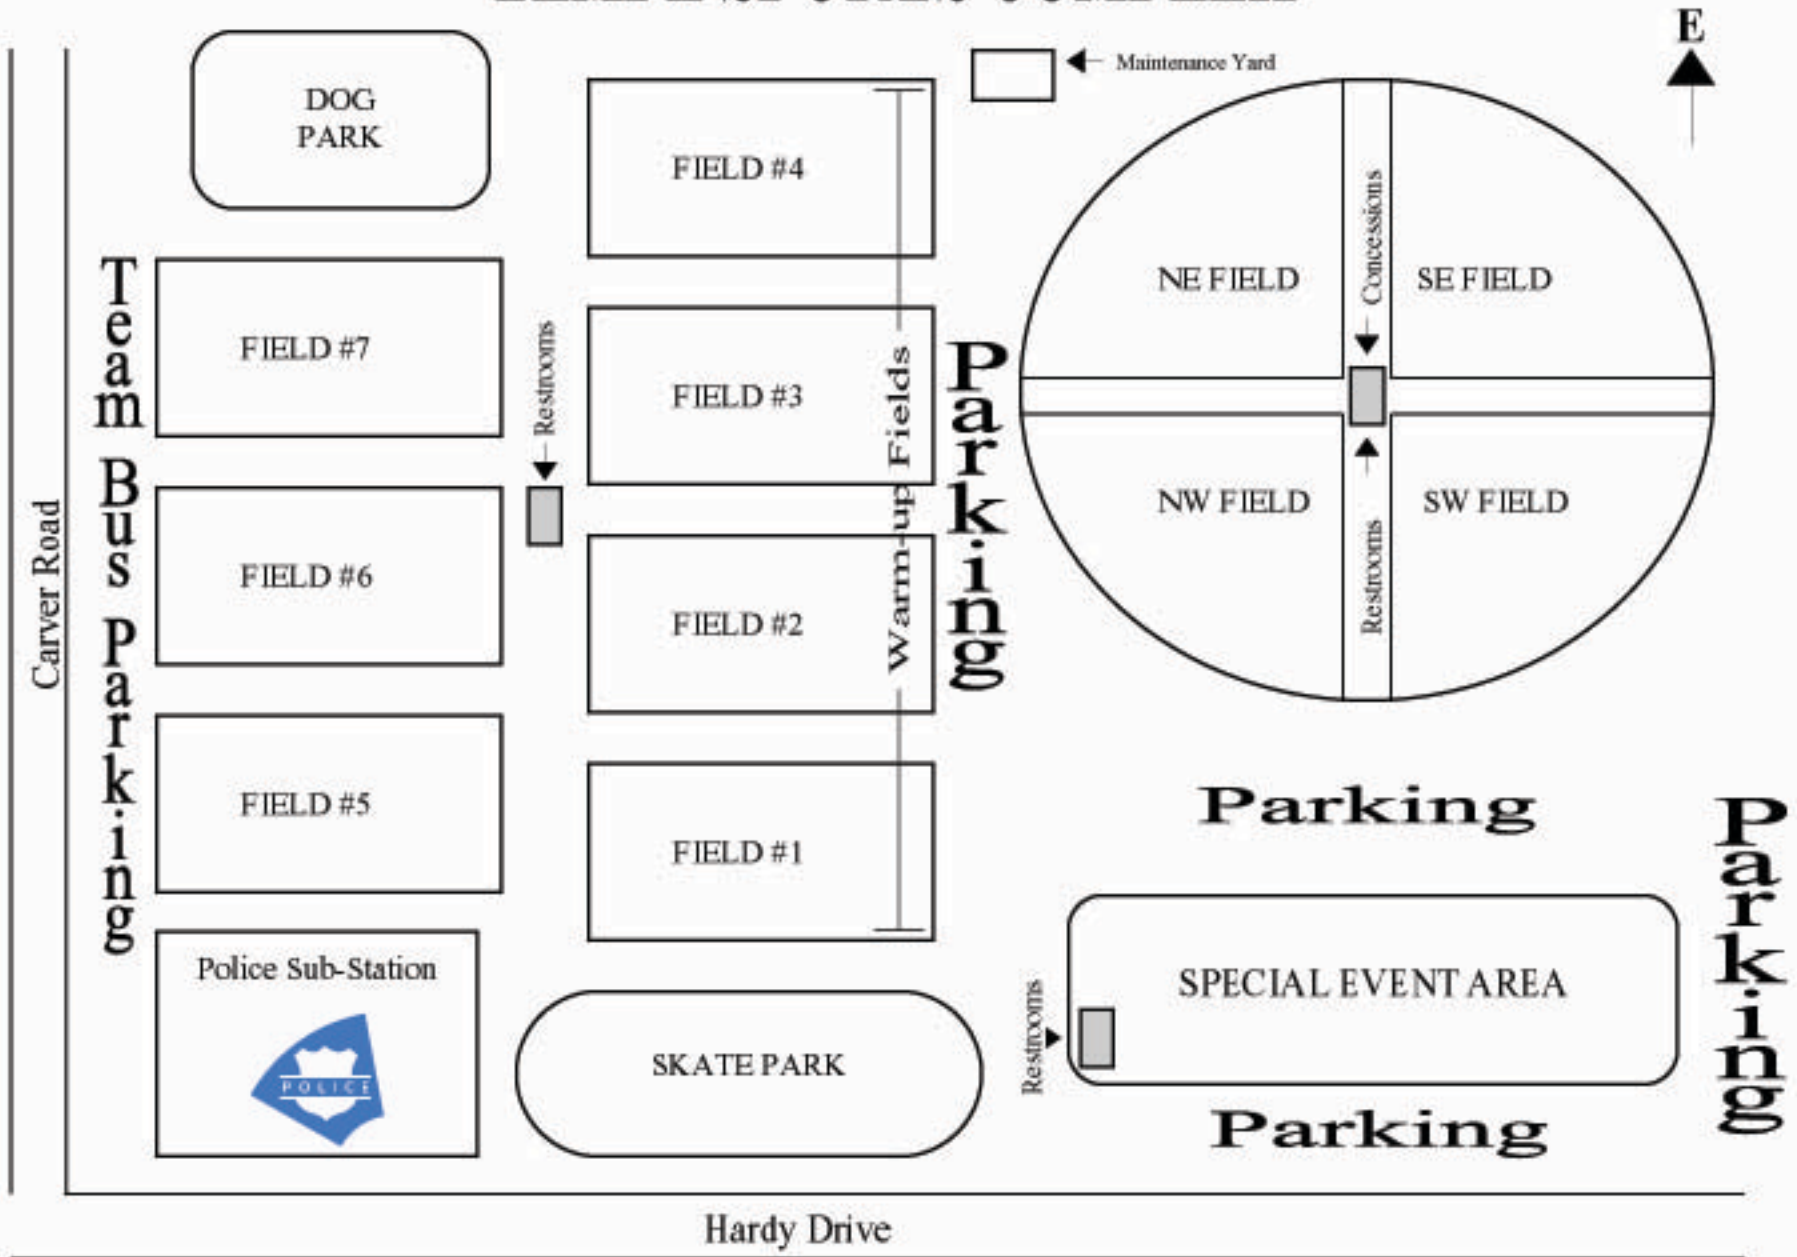 E
Maintenance Yard
DOG
PARK
FIELD #4
Concessions
NE FIELD
SE FIELD
Team Bus Parking
FIELD #7
Restrooms
FIELD #3
Warm-up Fields
Parking
NW FIELD
SW FIELD
Restrooms
Carver Road
FIELD #6
FIELD #2
FIELD #5
FIELD #1
Parking
Parking
Police Sub-Station
POLICE
SKATE PARK
Restrooms
SPECIAL EVENT AREA
Parking
Hardy Drive